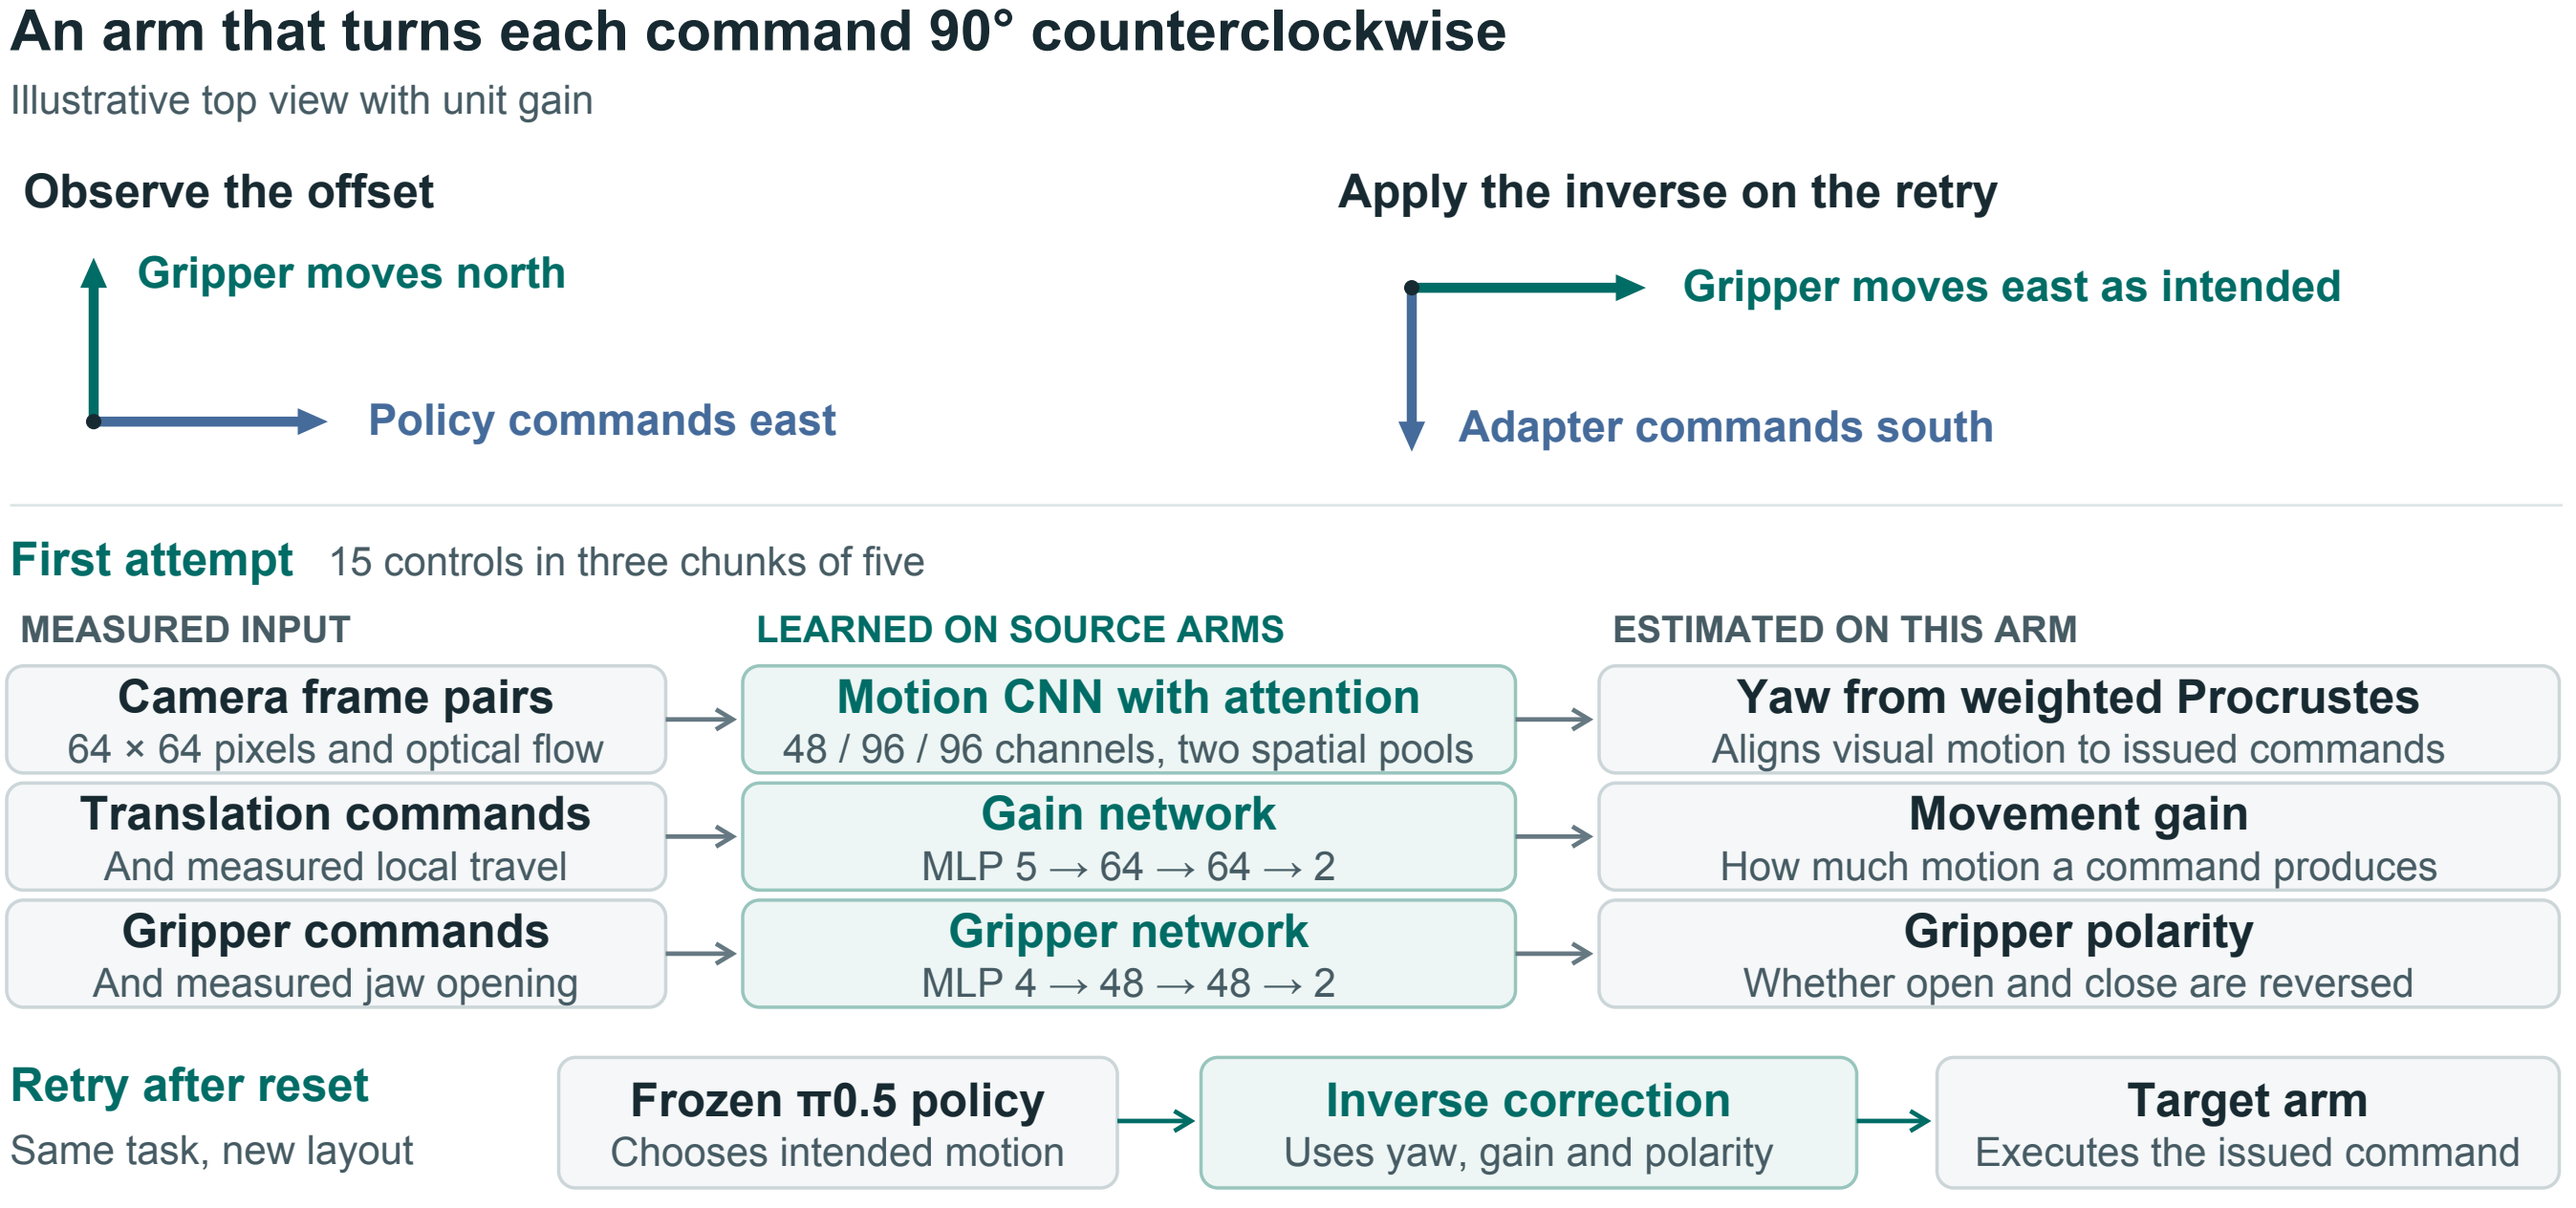 An arm that turns each command 90° counterclockwise
Illustrative top view with unit gain
Observe the offset
Gripper moves north
Policy commands east
Apply the inverse on the retry
Gripper moves east as intended
Adapter commands south
First attempt 15 controls in three chunks of five
MEASURED INPUT
LEARNED ON SOURCE ARMS
ESTIMATED ON THIS ARM
Camera frame pairs
64 × 64 pixels and optical flow
Motion CNN with attention
48 / 96 / 96 channels, two spatial pools
Yaw from weighted Procrustes
Aligns visual motion to issued commands
Translation commands
And measured local travel
Gain network
MLP 5 → 64 → 64 → 2
Movement gain
How much motion a command produces
Gripper commands
And measured jaw opening
Gripper network
MLP 4 → 48 → 48 → 2
Gripper polarity
Whether open and close are reversed
Retry after reset
Same task, new layout
Frozen π0.5 policy
Chooses intended motion
Inverse correction
Uses yaw, gain and polarity
Target arm
Executes the issued command